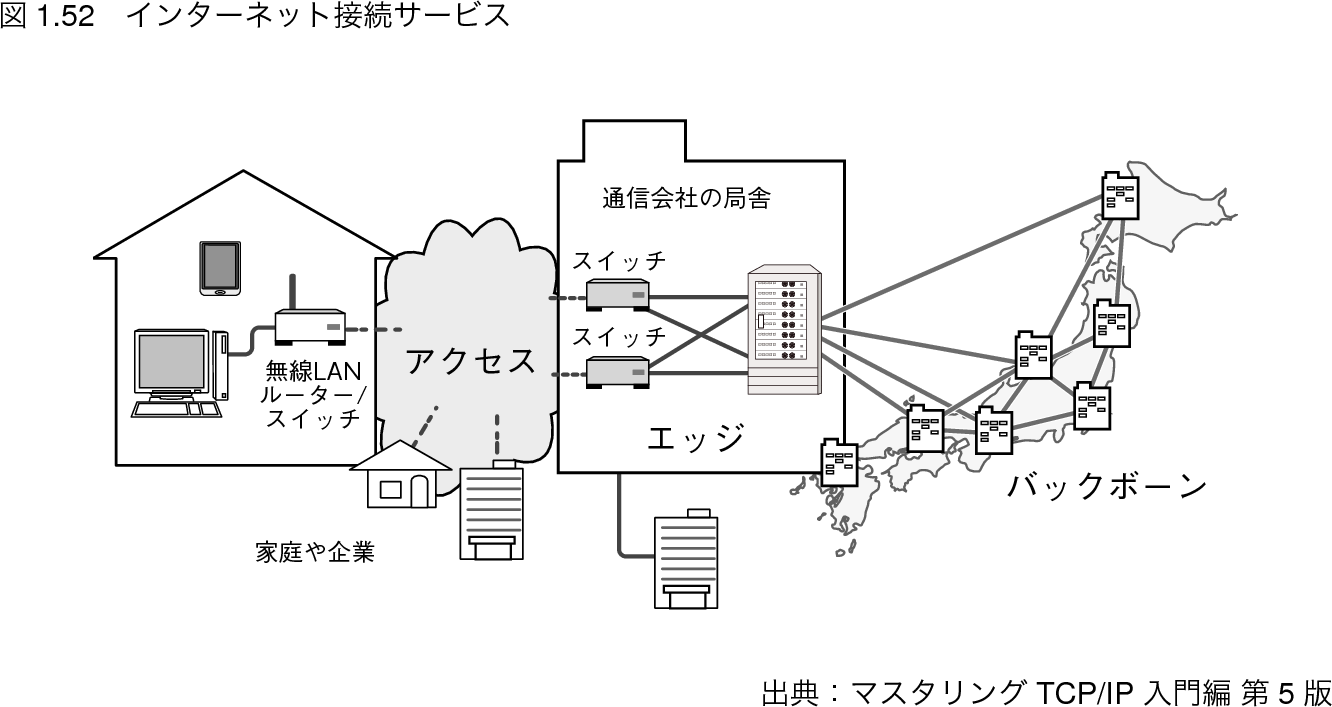 図 1.52　インターネット接続サービス
通信会社の局舎
スイッチ
スイッチ
アクセス
無線LAN
ルーター/
スイッチ
エッジ
バックボーン
家庭や企業
出典：マスタリング TCP/IP 入門編 第 5 版